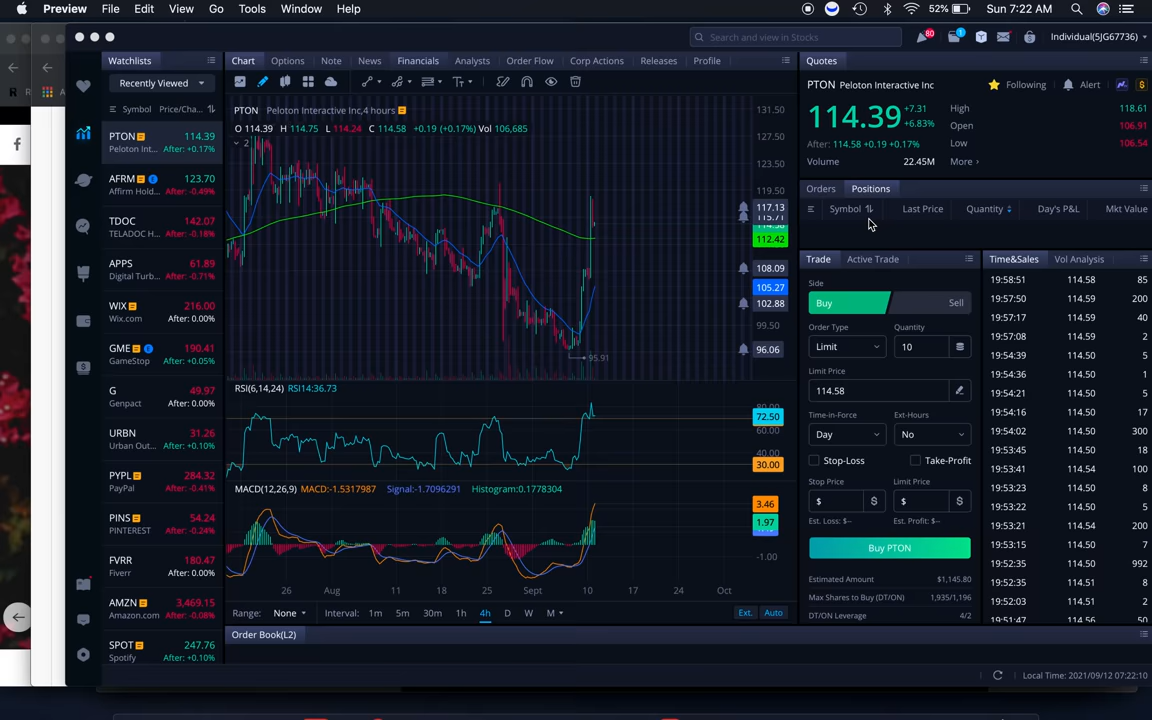 Preview File Edit View Go Tools Window Help
52% Sun 7:22 AM
Search and view in Stocks
80 1 Individual(5JG67736)
Watchlists
Recently Viewed
Symbol Price/Cha...
PTON 114.39
Peloton Int... After: +0.17%
AFRM 123.70
Affirm Hold... After: -0.49%
TDOC 142.07
TELADOC H... After: -0.18%
APPS 61.89
Digital Turb... After: -0.71%
WIX 216.00
Wix.com After: 0.00%
GME 190.41
GameStop After: +0.05%
G 49.97
Genpact After: 0.00%
URBN 31.26
Urban Out... After: +0.10%
PYPL 284.32
PayPal After: -0.41%
PINS 54.24
PINTEREST After: -0.24%
FVRR 180.47
Fiverr After: 0.00%
AMZN 3,469.15
Amazon.com After: -0.08%
SPOT 247.76
Spotify After: +0.10%
Chart Options Note News Financials Analysts Order Flow Corp Actions Releases Profile
PTON Peloton Interactive Inc,4 hours
O 114.39 H 114.75 L 114.24 C 114.58 +0.19 (+0.17%) Vol 106,685
2
131.50
127.50
123.50
119.50
117.13
115.71
112.42
108.09
105.27
102.88
99.50
96.06
95.91
RSI(6,14,24) RSI14:36.73
80.00
72.50
60.00
40.00
30.00
MACD(12,26,9) MACD:-1.5317987 Signal:-1.7096291 Histogram:0.1778304
3.46
1.97
-1.00
26 Aug 11 18 25 Sept 10 17 24 Oct
Range: None Interval: 1m 5m 30m 1h 4h D W M Ext. Auto
Order Book(L2)
Quotes
PTON Peloton Interactive Inc Following Alert
114.39 +7.31 +6.83%
After: 114.58 +0.19 +0.17%
Volume 22.45M
High 118.61
Open 106.91
Low 106.54
More
Orders Positions
Symbol Last Price Quantity Day's P&L Mkt Value
Trade Active Trade
Side
Buy Sell
Order Type Quantity
Limit 10
Limit Price
114.58
Time-in-Force Ext-Hours
Day No
Stop-Loss Take-Profit
Stop Price Limit Price
$ $ $ $
Est. Loss: $-- Est. Profit: $--
Buy PTON
Estimated Amount $1,145.80
Max Shares to Buy (DT/ON) 1,935/1,196
DT/ON Leverage 4/2
Time&Sales Vol Analysis
19:58:51 114.58 85
19:57:50 114.59 200
19:57:17 114.59 40
19:57:08 114.59 2
19:54:39 114.50 5
19:54:36 114.50 1
19:54:21 114.50 5
19:54:16 114.50 17
19:54:02 114.50 300
19:53:45 114.50 18
19:53:41 114.54 100
19:53:23 114.50 8
19:53:22 114.50 5
19:53:21 114.54 200
19:53:15 114.50 7
19:52:35 114.50 992
19:52:35 114.51 8
19:52:03 114.51 2
19:51:47 114.56 50
Local Time: 2021/09/12 07:22:10